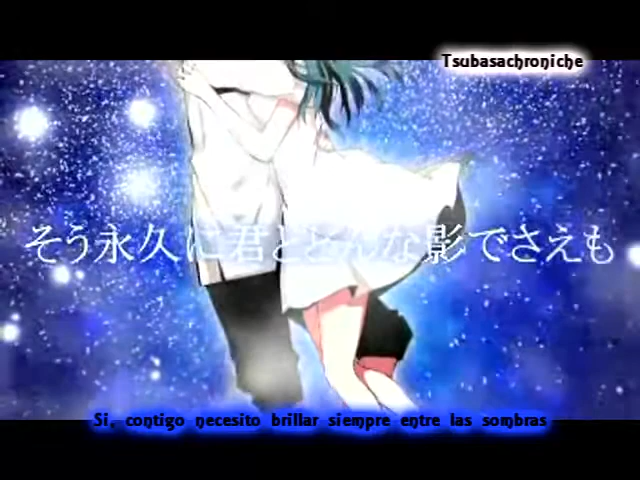 Tsubasachroniche
そう永久に君とどんな影でさえも
Si, contigo necesito brillar siempre entre las sombras